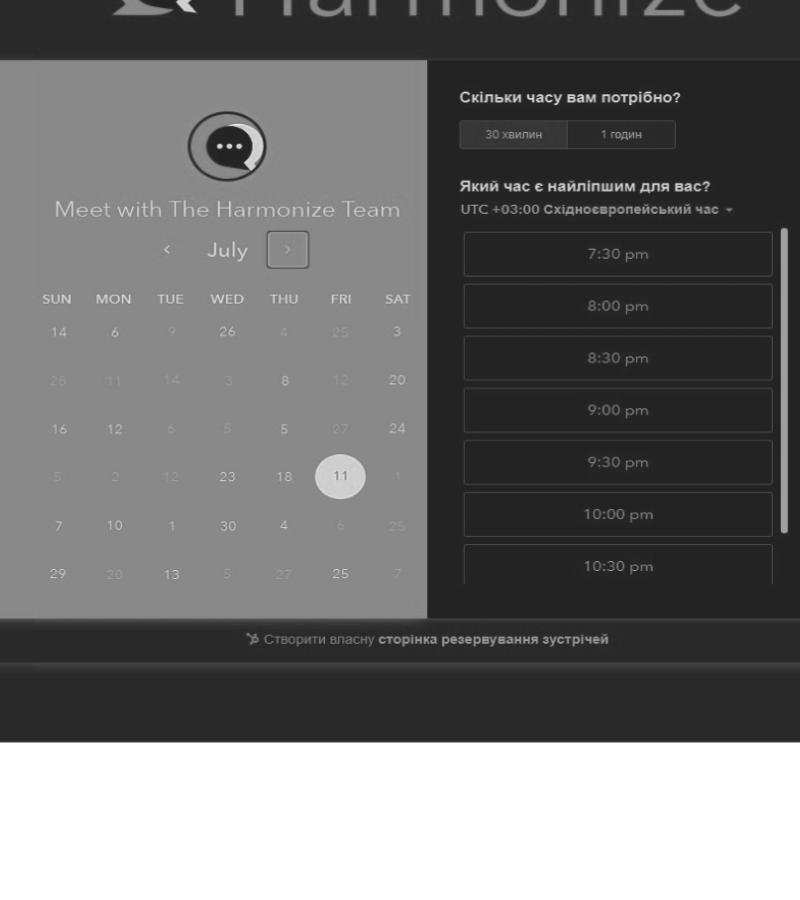 Harmonize
Meet with The Harmonize Team
July
SUN MON TUE WED THU FRI SAT
14 6 9 26 4 25 3
28 11 14 3 8 12 20
16 12 6 5 5 27 24
5 2 12 23 18 11 1
7 10 1 30 4 6 25
29 20 13 5 27 25 7
Скільки часу вам потрібно?
30 хвилин 1 годин
Який час є найліпшим для вас?
UTC +03:00 Східноєвропейський час
7:30 pm
8:00 pm
8:30 pm
9:00 pm
9:30 pm
10:00 pm
10:30 pm
Створити власну сторінка резервування зустрічей